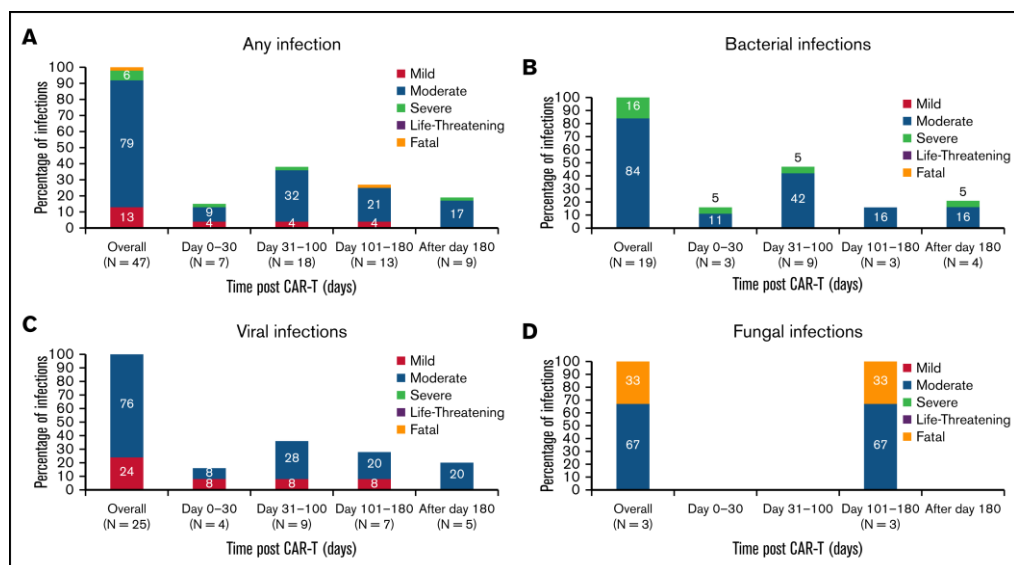 A
Any infection
Percentage of infections
100
90
80
70
60
50
40
30
20
10
0
6
79
13
9
4
32
4
21
4
17
Mild
Moderate
Severe
Life-Threatening
Fatal
Overall Day 0–30 Day 31–100 Day 101–180 After day 180
(N = 47) (N = 7) (N = 18) (N = 13) (N = 9)
Time post CAR-T (days)
B
Bacterial infections
Percentage of infections
100
90
80
70
60
50
40
30
20
10
0
16
84
5
11
5
42
16
5
16
Mild
Moderate
Severe
Life-Threatening
Fatal
Overall Day 0–30 Day 31–100 Day 101–180 After day 180
(N = 19) (N = 3) (N = 9) (N = 3) (N = 4)
Time post CAR-T (days)
C
Viral infections
Percentage of infections
100
90
80
70
60
50
40
30
20
10
0
76
24
8
8
28
8
20
8
20
Mild
Moderate
Severe
Life-Threatening
Fatal
Overall Day 0–30 Day 31–100 Day 101–180 After day 180
(N = 25) (N = 4) (N = 9) (N = 7) (N = 5)
Time post CAR-T (days)
D
Fungal infections
Percentage of infections
100
90
80
70
60
50
40
30
20
10
0
33
67
33
67
Mild
Moderate
Severe
Life-Threatening
Fatal
Overall Day 0–30 Day 31–100 Day 101–180 After day 180
(N = 3) (N = 3)
Time post CAR-T (days)